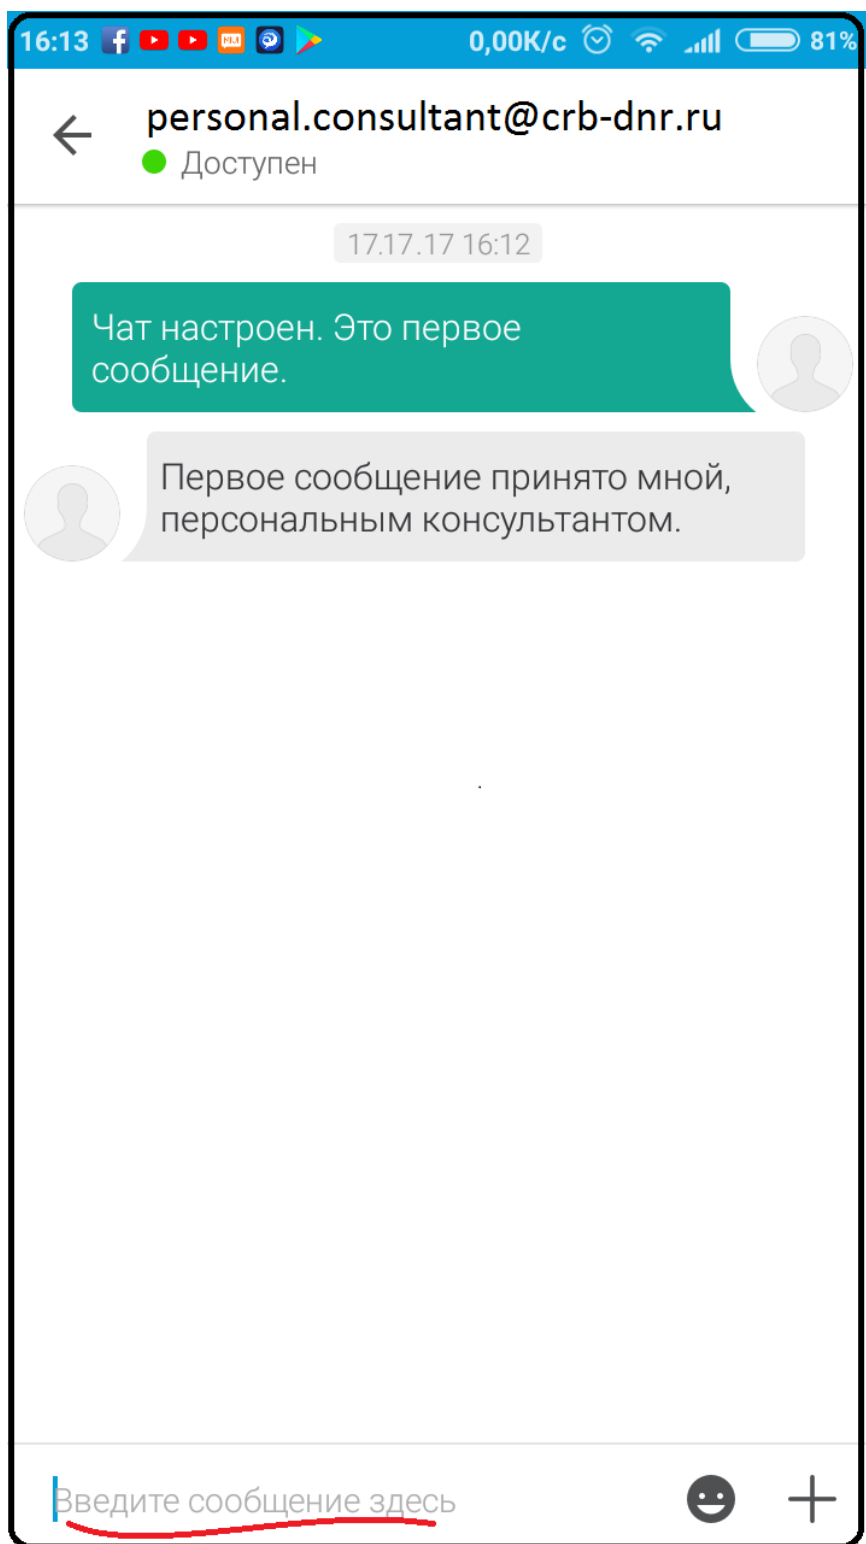 16:13 0,00K/c 81%
personal.consultant@crb-dnr.ru
Доступен
17.17.17 16:12
Чат настроен. Это первое
сообщение.
Первое сообщение принято мной,
персональным консультантом.
Введите сообщение здесь